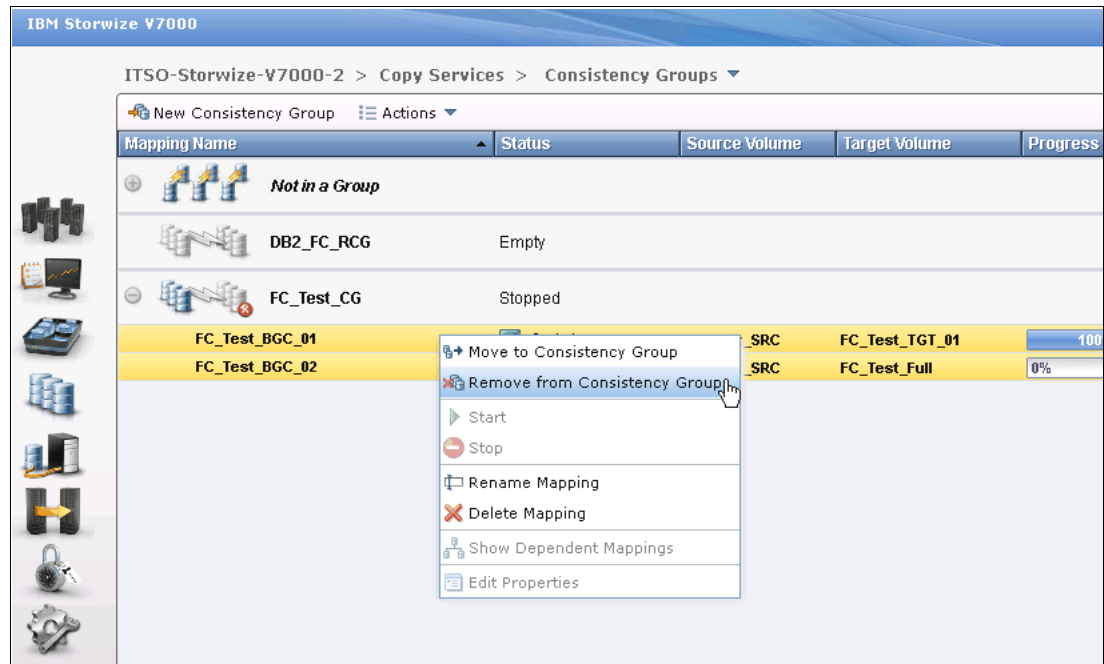 IBM Storwize V7000
ITSO-Storwize-V7000-2 > Copy Services > Consistency Groups
New Consistency Group Actions
Mapping Name Status Source Volume Target Volume Progress
Not in a Group
DB2_FC_RCG Empty
FC_Test_CG Stopped
FC_Test_BGC_01 _SRC FC_Test_TGT_01 100
FC_Test_BGC_02 _SRC FC_Test_Full 0%
Move to Consistency Group
Remove from Consistency Group
Start
Stop
Rename Mapping
Delete Mapping
Show Dependent Mappings
Edit Properties